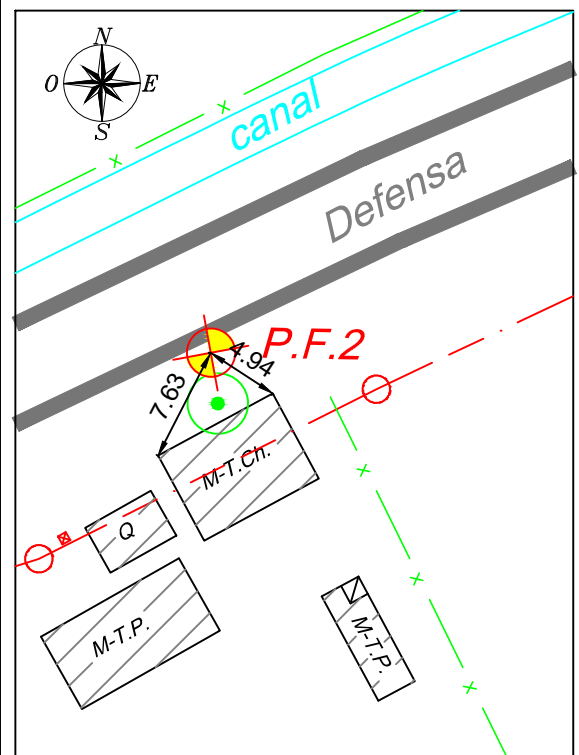 N
O E
S
canal
Defensa
P.F.2
4.94
7.63
M-T.Ch.
Q
M-T.P.
M-T.P.